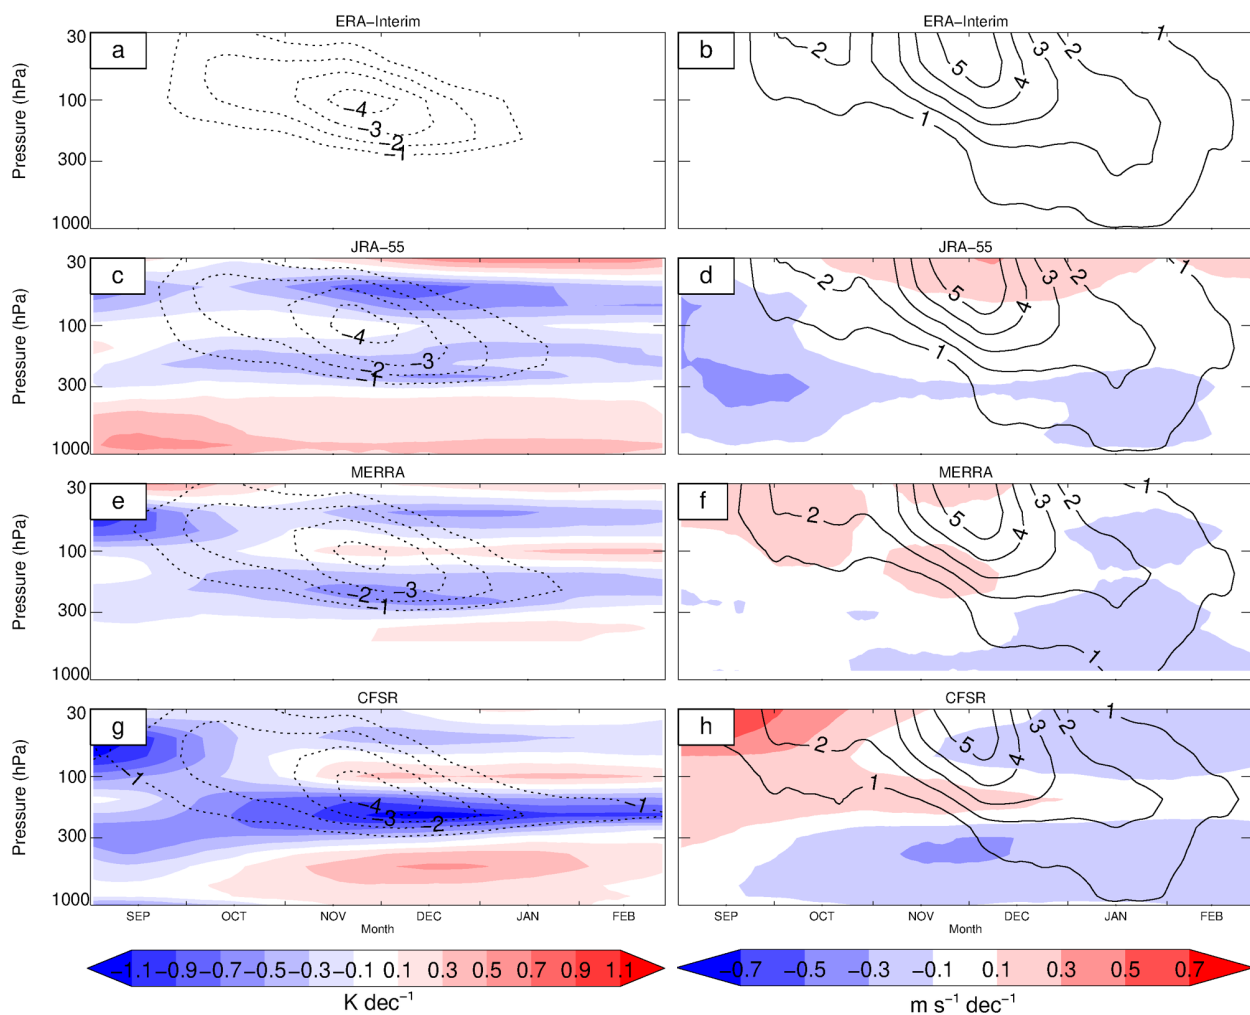 ERA−Interim
ERA−Interim
a
b
30
100
300
1000
Pressure (hPa)
−4
−3
−2
−1
2
5
4
3
2
1
1
JRA−55
JRA−55
c
d
30
100
300
1000
Pressure (hPa)
−4
−3
−2
−1
2
5
4
3
2
1
1
MERRA
MERRA
e
f
30
100
300
1000
Pressure (hPa)
−3
−2
−1
2
5
4
3
2
1
1
CFSR
CFSR
g
h
30
100
300
1000
Pressure (hPa)
−1
−4
−3
−2
−1
2
5
4
3
2
1
1
SEP OCT NOV DEC JAN FEB
Month
SEP OCT NOV DEC JAN FEB
Month
−1.1 −0.9 −0.7 −0.5 −0.3 −0.1 0.1 0.3 0.5 0.7 0.9 1.1
K dec⁻¹
−0.7 −0.5 −0.3 −0.1 0.1 0.3 0.5 0.7
m s⁻¹ dec⁻¹